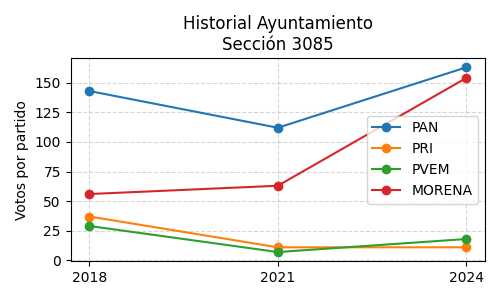 Historial Ayuntamiento
Sección 3085
Votos por partido
150
125
100
75
50
25
0
2018
2021
2024
PAN
PRI
PVEM
MORENA